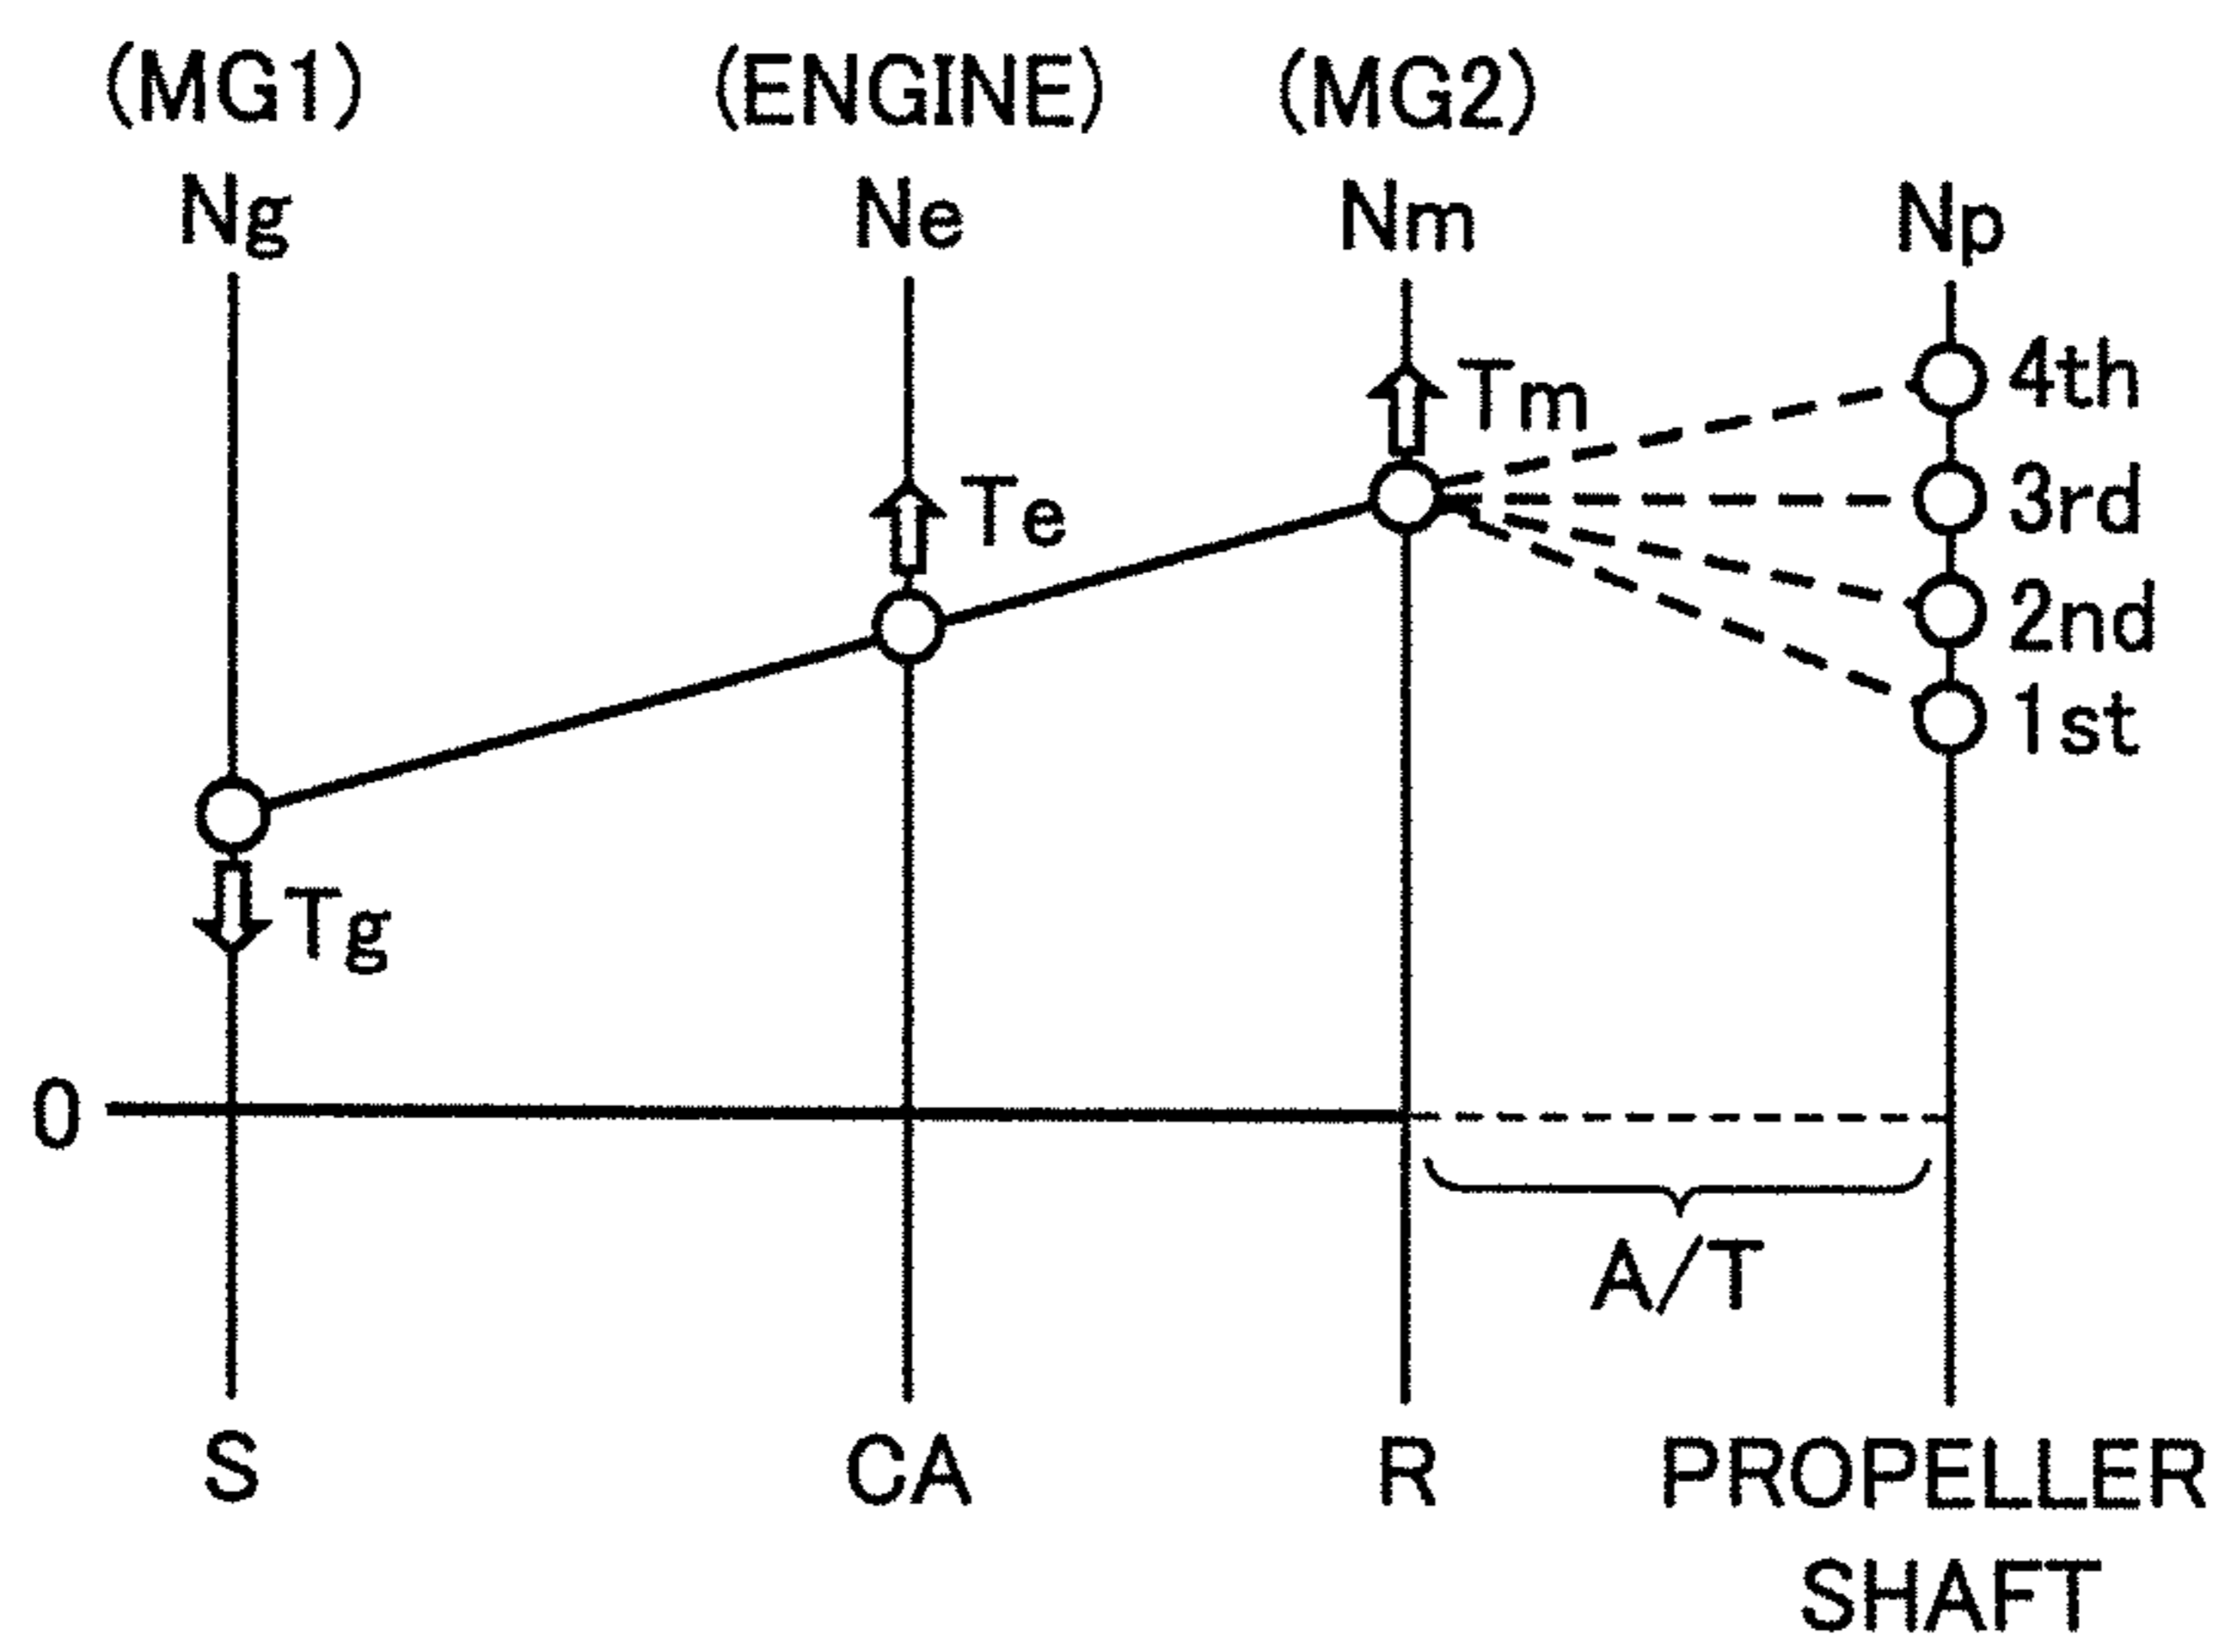 (MG1) (ENGINE) (MG2)
Ng Ne Nm Np
4th
Tm
3rd
Te
2nd
1st
Tg
0
A/T
S CA R PROPELLER
SHAFT